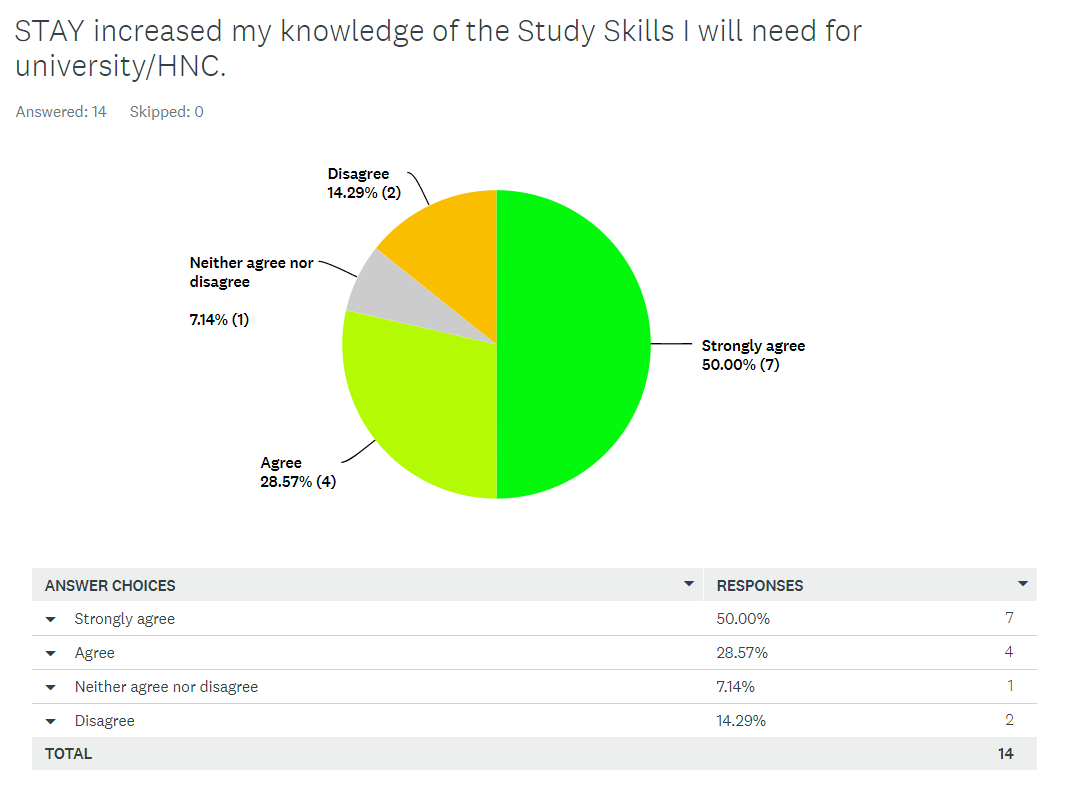 STAY increased my knowledge of the Study Skills I will need for
university/HNC.
Answered: 14 Skipped: 0
Disagree
14.29% (2)
Neither agree nor
disagree
7.14% (1)
Strongly agree
50.00% (7)
Agree
28.57% (4)
ANSWER CHOICES RESPONSES
Strongly agree 50.00% 7
Agree 28.57% 4
Neither agree nor disagree 7.14% 1
Disagree 14.29% 2
TOTAL 14